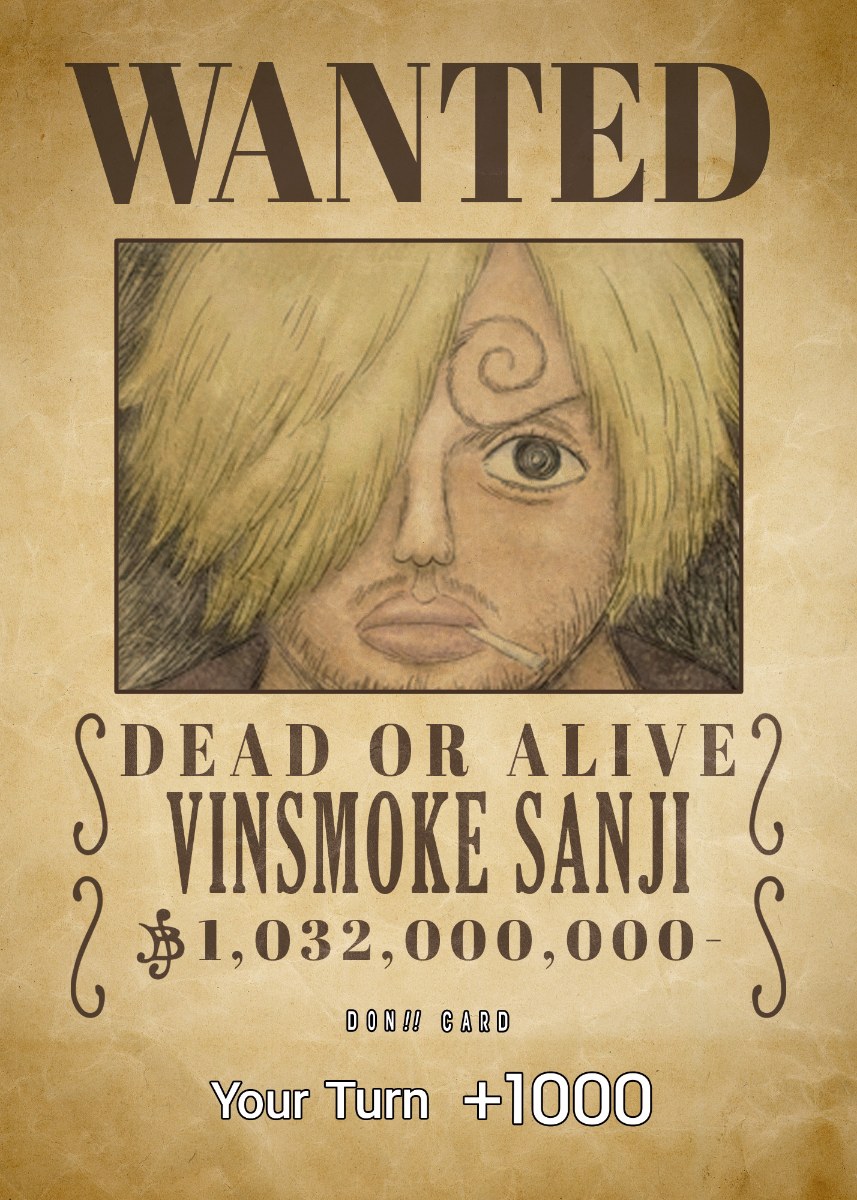 WANTED
DEAD OR ALIVE
VINSMOKE SANJI
฿1,032,000,000-
DON!! CARD
Your Turn +1000